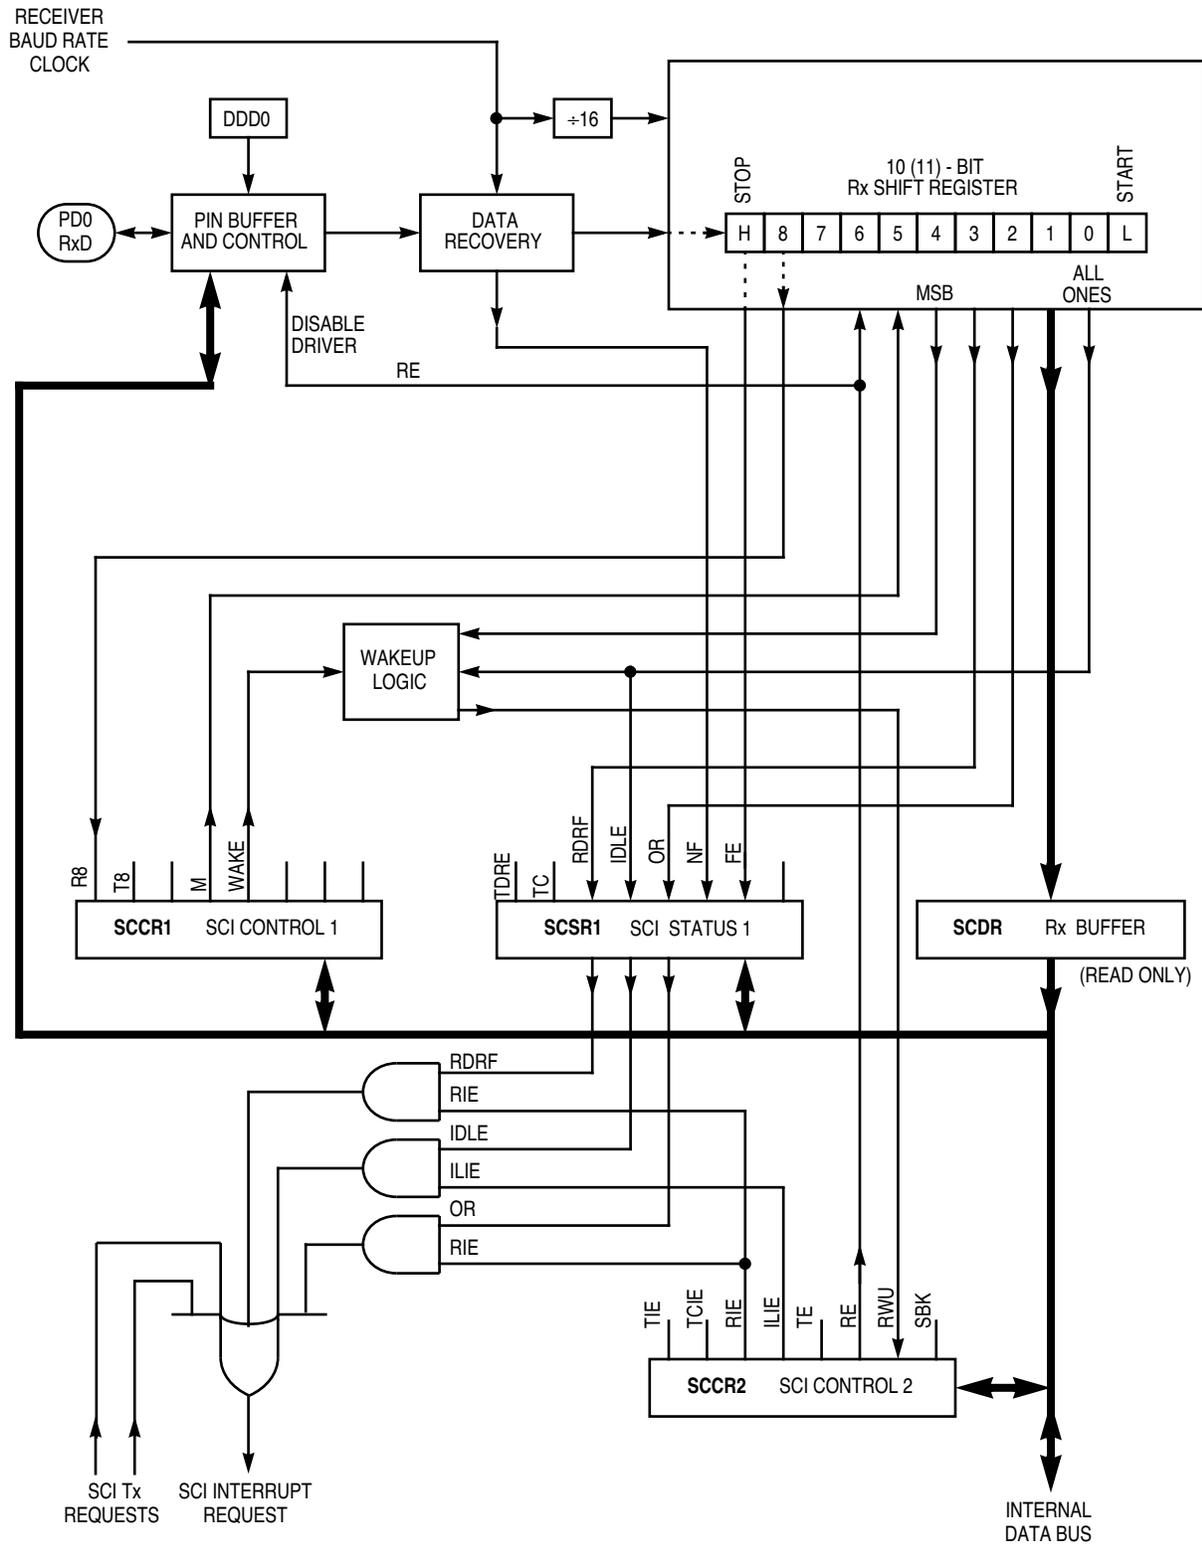 RECEIVER
BAUD RATE
CLOCK
DDD0
÷16
PD0
RxD
PIN BUFFER
AND CONTROL
DATA
RECOVERY
10 (11) - BIT
Rx SHIFT REGISTER
STOP
START
H 8 7 6 5 4 3 2 1 0 L
MSB
ALL
ONES
DISABLE
DRIVER
RE
WAKEUP
LOGIC
R8
T8
M
WAKE
TDRE
TC
RDRF
IDLE
OR
NF
FE
SCCR1 SCI CONTROL 1
SCSR1 SCI STATUS 1
SCDR Rx BUFFER
(READ ONLY)
RDRF
RIE
IDLE
ILIE
OR
RIE
TIE
TCIE
RIE
ILIE
TE
RE
RWU
SBK
SCCR2 SCI CONTROL 2
SCI Tx
REQUESTS
SCI INTERRUPT
REQUEST
INTERNAL
DATA BUS